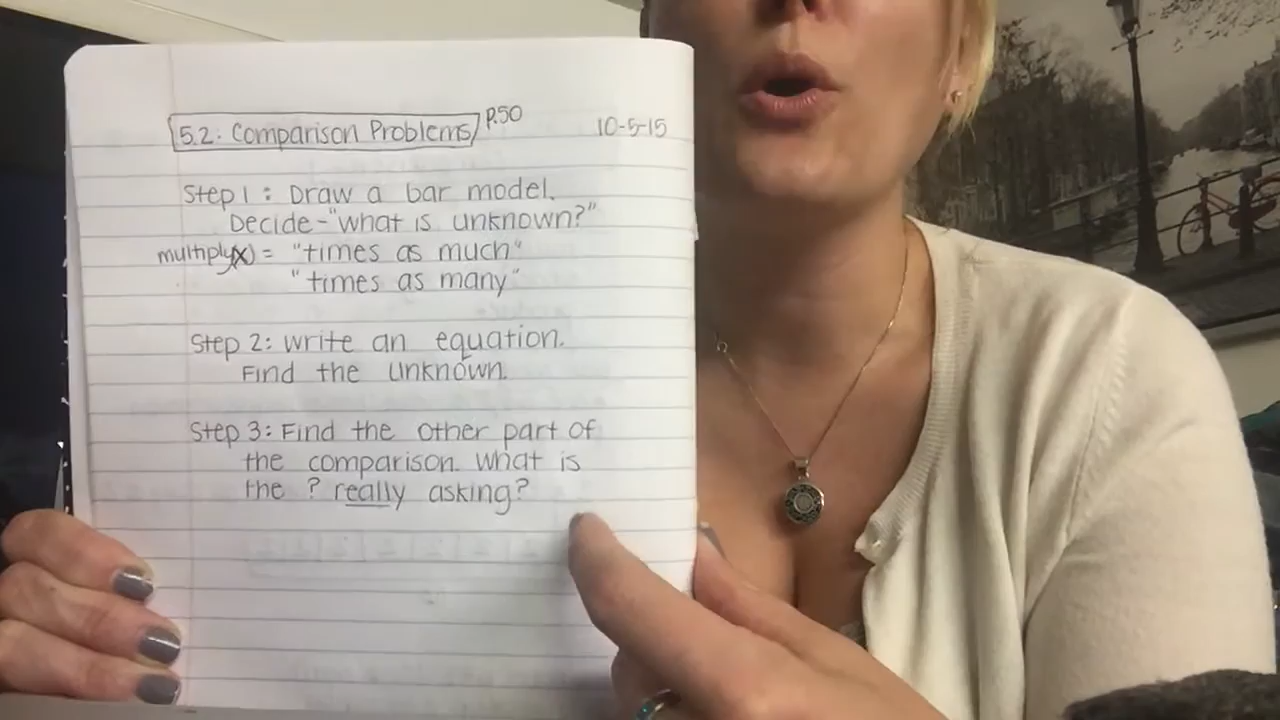 5.2: Comparison Problems P.50 10-5-15
Step 1: Draw a bar model.
Decide-"what is unknown?"
multiply(x) = "times as much"
"times as many"
Step 2: write an equation.
Find the unknown.
Step 3: Find the other part of
the comparison. What is
the ? really asking?